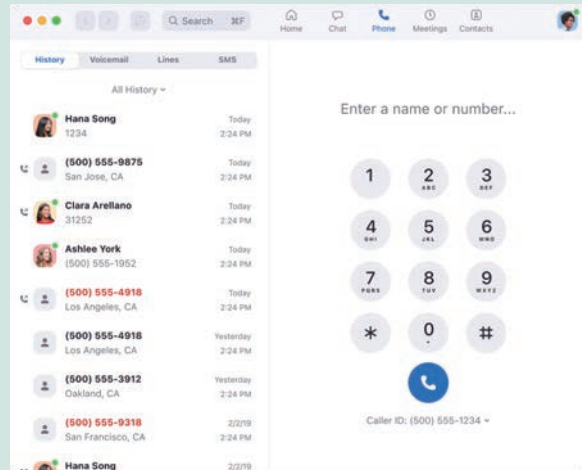 Search ⌘F
Home Chat Phone Meetings Contacts
History Voicemail Lines SMS
All History
Enter a name or number...
Hana Song Today
1234 2:24 PM
(500) 555-9875 Today
San Jose, CA 2:24 PM
Clara Arellano Today
31252 2:24 PM
Ashlee York Today
(500) 555-1952 2:24 PM
(500) 555-4918 Today
Los Angeles, CA 2:24 PM
(500) 555-4918 Yesterday
Los Angeles, CA 2:24 PM
(500) 555-3912 Yesterday
Oakland, CA 2:24 PM
(500) 555-9318 2/2/19
San Francisco, CA 2:24 PM
Hana Song 2/2/19
1 2 3
ABC DEF
4 5 6
GHI JKL MNO
7 8 9
PQRS TUV WXYZ
* 0 #
Caller ID: (500) 555-1234